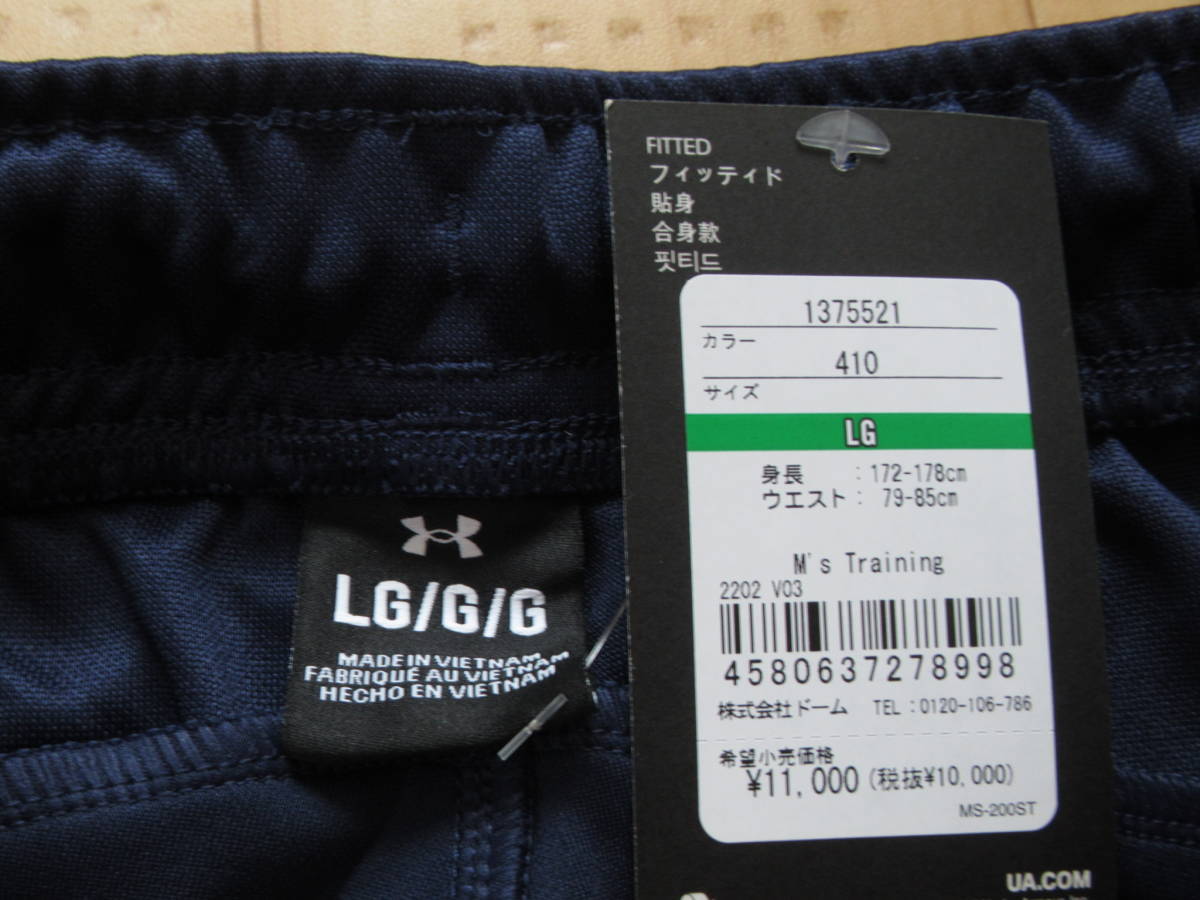 FITTED
フィッティド
貼身
合身款
핏티드
1375521
カラー
410
サイズ
LG
身長 : 172-178cm
ウエスト : 79-85cm
M's Training
2202 V03
4580637278998
株式会社ドーム TEL:0120-106-786
希望小売価格
¥11,000 (税抜¥10,000)
MS-200ST
UA.COM
LG/G/G
MADE IN VIETNAM
FABRIQUÉ AU VIETNAM
HECHO EN VIETNAM